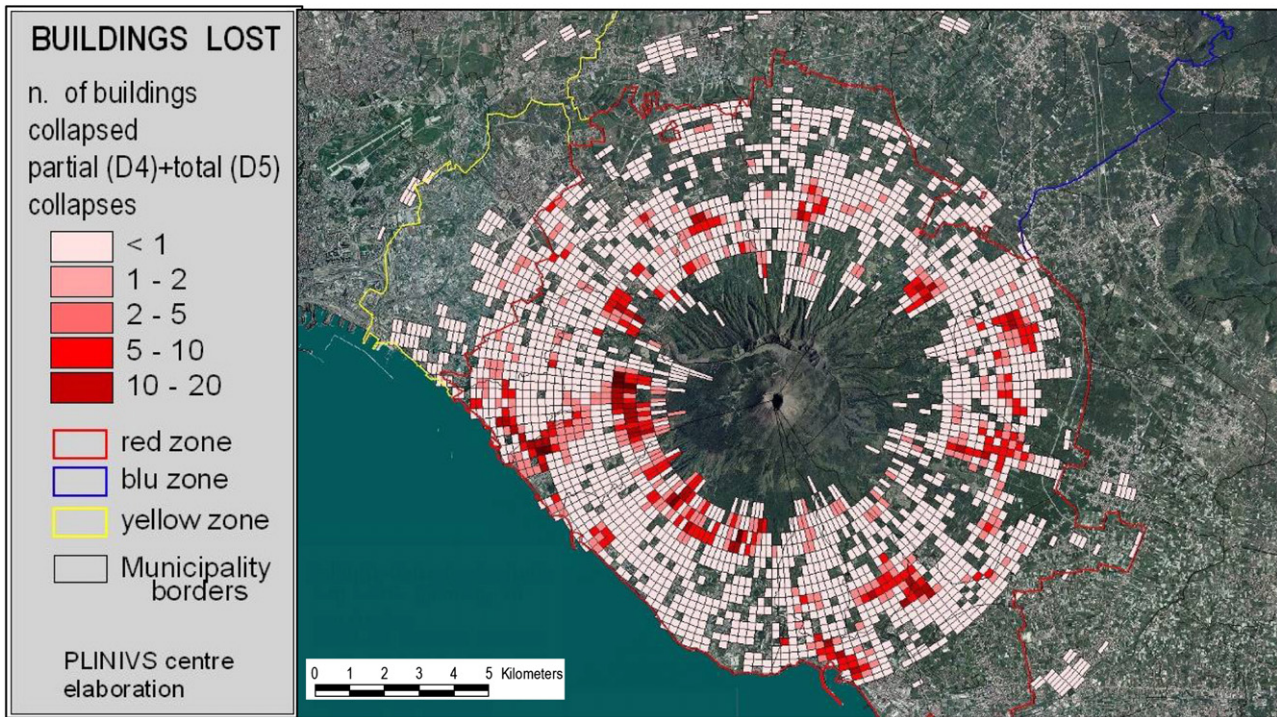 BUILDINGS LOST
n. of buildings
collapsed
partial (D4)+total (D5)
collapses
< 1
1 - 2
2 - 5
5 - 10
10 - 20
red zone
blu zone
yellow zone
Municipality
borders
PLINIVS centre
elaboration
0 1 2 3 4 5 Kilometers